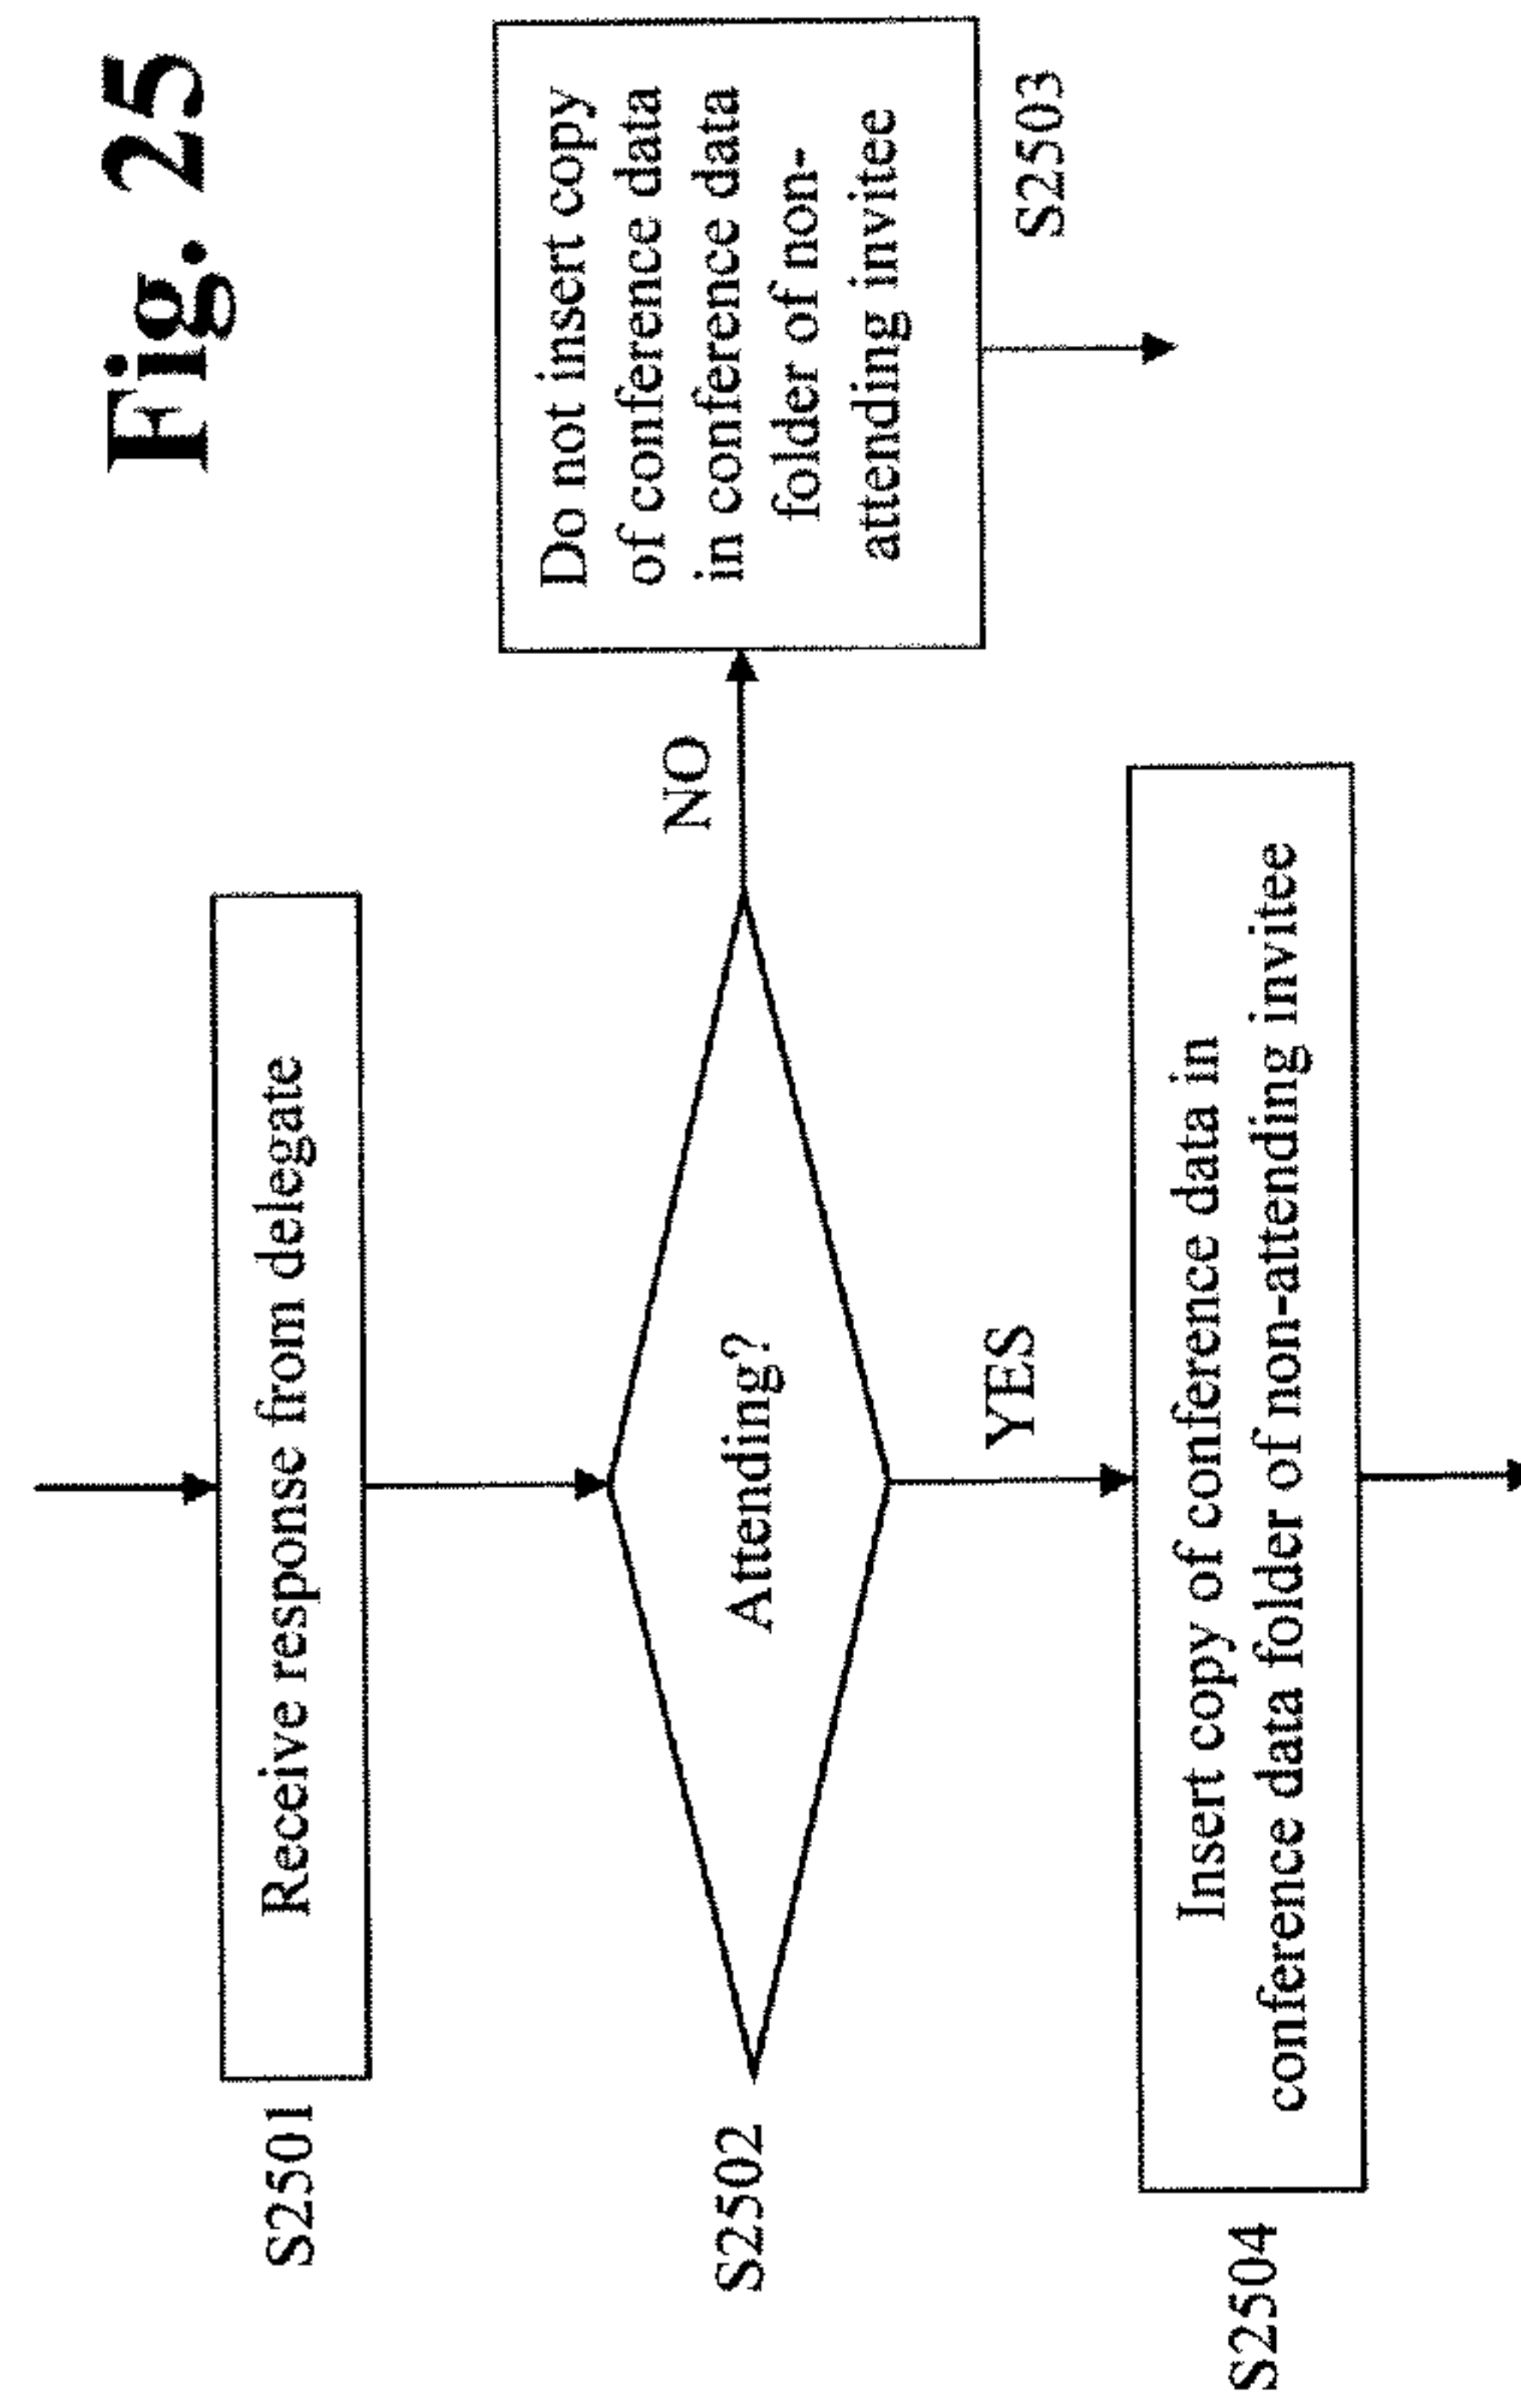 Fig. 25
S2501
Receive response from delegate
S2502
Attending?
NO
Do not insert copy
of conference data
in conference data
folder of non-
attending invitee
S2503
YES
S2504
Insert copy of conference data in
conference data folder of non-attending invitee